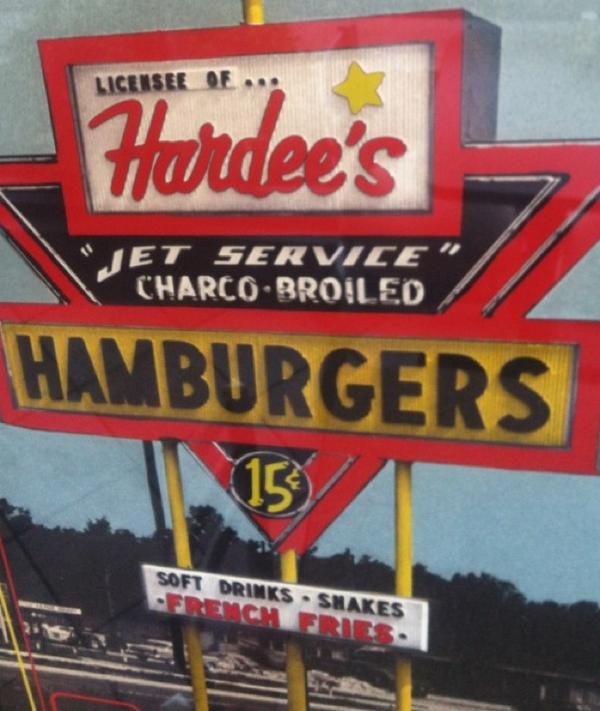 LICENSEE OF ...
Hardee's
"JET SERVICE"
CHARCO-BROILED
HAMBURGERS
15¢
SOFT DRINKS - SHAKES
-FRENCH FRIES-